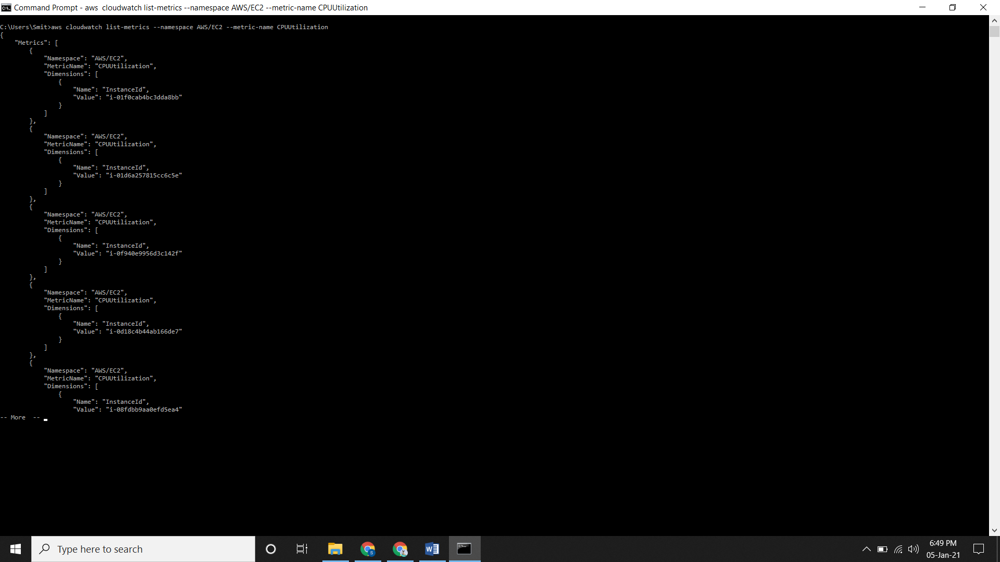 Command Prompt - aws  cloudwatch list-metrics --namespace AWS/EC2 --metric-name CPUUtilization
C:\Users\Smit>aws cloudwatch list-metrics --namespace AWS/EC2 --metric-name CPUUtilization
{
    "Metrics": [
        {
            "Namespace": "AWS/EC2",
            "MetricName": "CPUUtilization",
            "Dimensions": [
                {
                    "Name": "InstanceId",
                    "Value": "i-01f0cab4bc3dda8bb"
                }
            ]
        },
        {
            "Namespace": "AWS/EC2",
            "MetricName": "CPUUtilization",
            "Dimensions": [
                {
                    "Name": "InstanceId",
                    "Value": "i-01d6a257815cc6c5e"
                }
            ]
        },
        {
            "Namespace": "AWS/EC2",
            "MetricName": "CPUUtilization",
            "Dimensions": [
                {
                    "Name": "InstanceId",
                    "Value": "i-0f940e9956d3c142f"
                }
            ]
        },
        {
            "Namespace": "AWS/EC2",
            "MetricName": "CPUUtilization",
            "Dimensions": [
                {
                    "Name": "InstanceId",
                    "Value": "i-0d18c4b44ab166de7"
                }
            ]
        },
        {
            "Namespace": "AWS/EC2",
            "MetricName": "CPUUtilization",
            "Dimensions": [
                {
                    "Name": "InstanceId",
                    "Value": "i-08fdbb9aa0efd5ea4"
-- More  --
Type here to search
6:49 PM
05-Jan-21